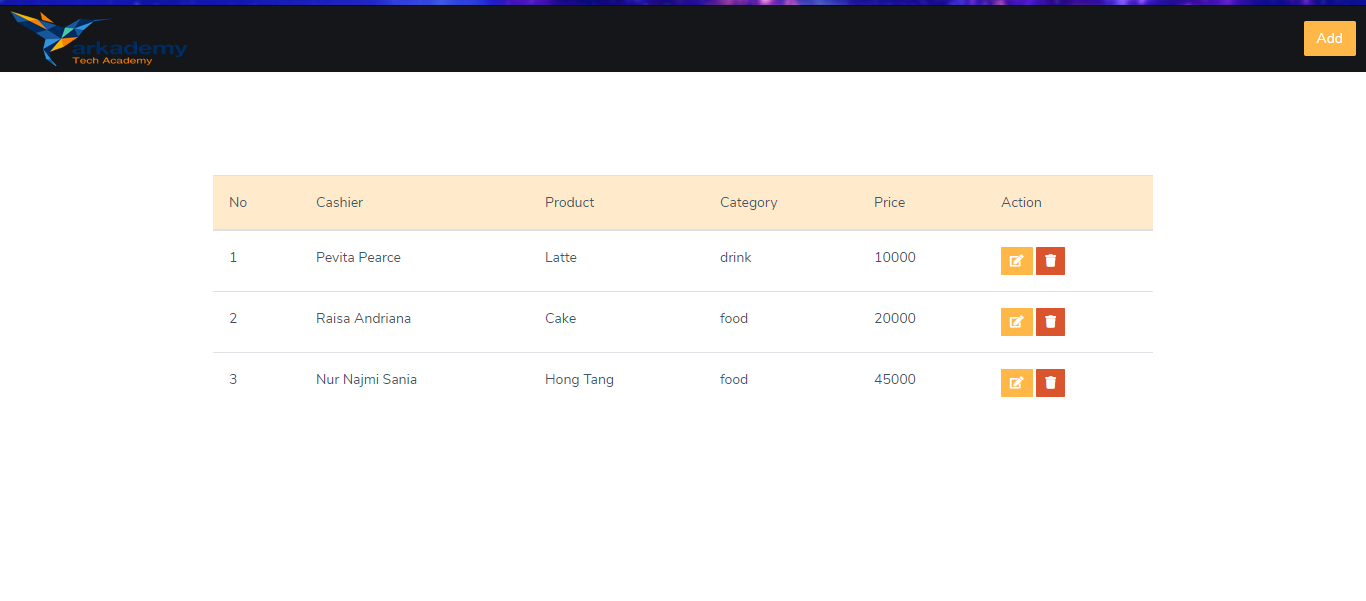 arkademy
Tech Academy
Add
No Cashier Product Category Price Action
1 Pevita Pearce Latte drink 10000
2 Raisa Andriana Cake food 20000
3 Nur Najmi Sania Hong Tang food 45000